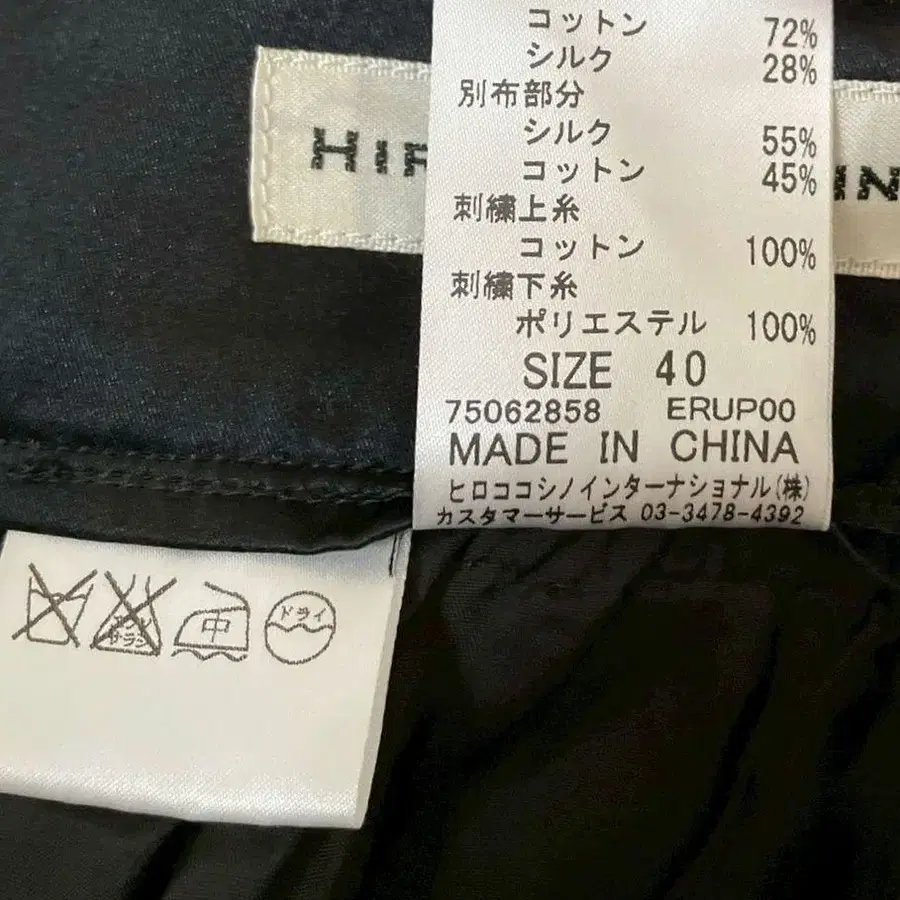 コットン 72%
シルク 28%
別布部分
シルク 55%
コットン 45%
刺繍上糸
コットン 100%
刺繍下糸
ポリエステル 100%
SIZE 40
75062858 ERUP00
MADE IN CHINA
ヒロココシノインターナショナル(株)
カスタマーサービス 03-3478-4392
中
ドライ